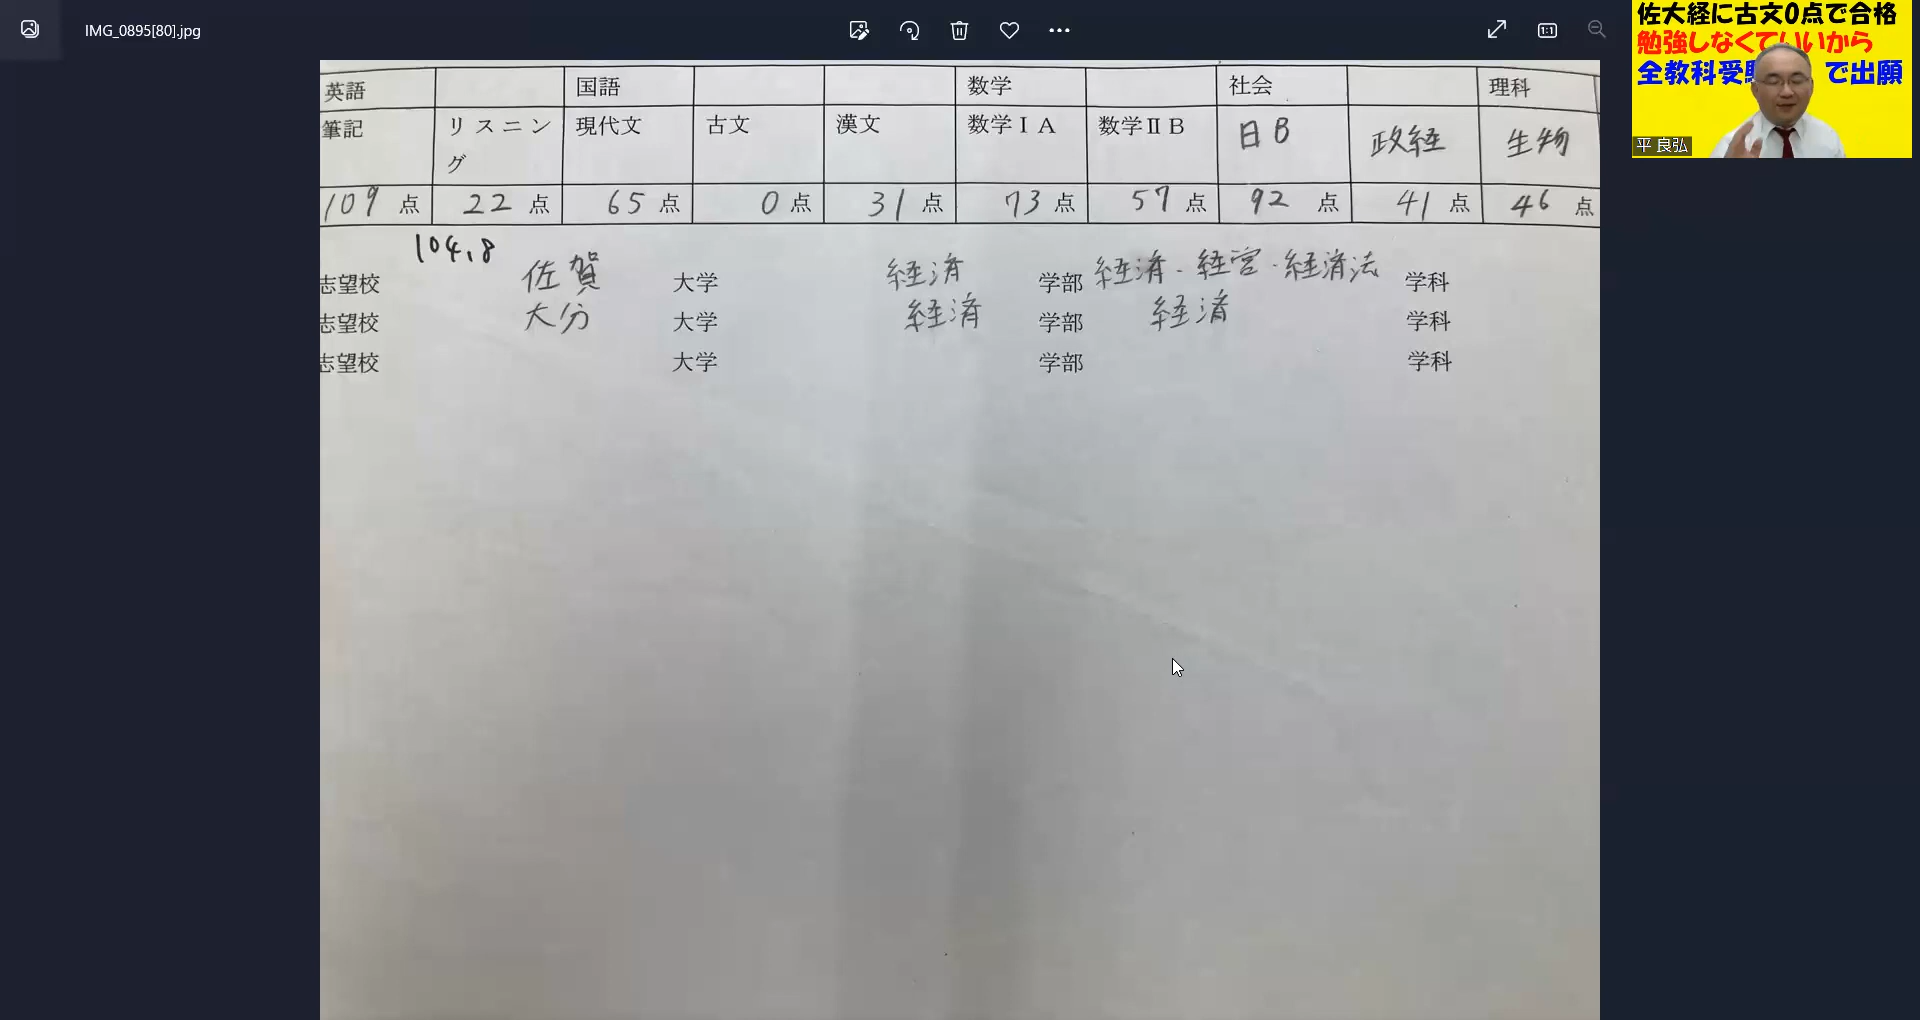 IMG_0895[80].jpg
佐大経に古文0点で合格
勉強しなくていいから
全教科受 で出願
平 良弘
英語 国語 数学 社会 理科
筆記 リスニング 現代文 古文 漢文 数学ⅠA 数学ⅡB 日B 政経 生物
109点 22点 65点 0点 31点 73点 57点 92点 41点 46点
104.8
志望校 佐賀 大学 経済 学部 経済・経営・経済法 学科
志望校 大分 大学 経済 学部 経済 学科
志望校 大学 学部 学科